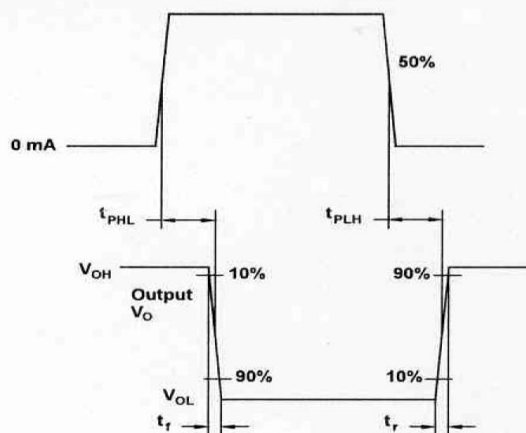 50%
0 mA
tPHL
tPLH
VOH
10%
90%
Output
VO
90%
10%
VOL
tf
tr